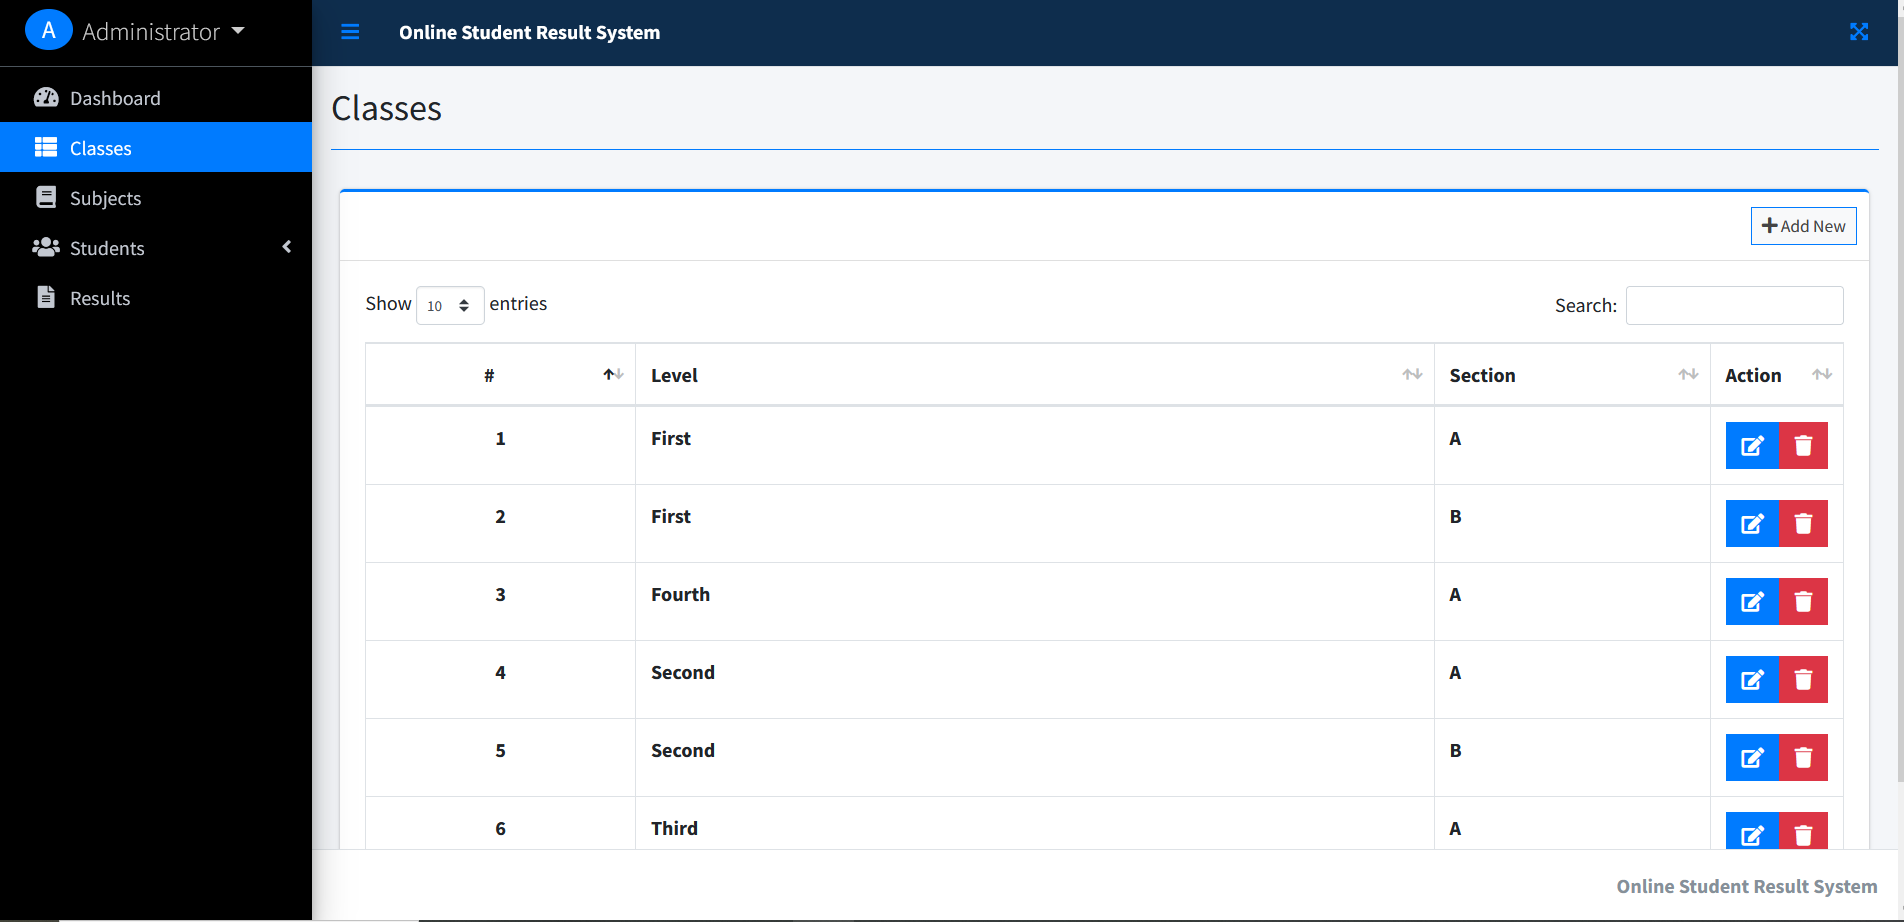 A Administrator
Online Student Result System
Dashboard
Classes
Subjects
Students
Results
Classes
Add New
Show 10 entries
Search:
# Level Section Action
1 First A
2 First B
3 Fourth A
4 Second A
5 Second B
6 Third A
Online Student Result System